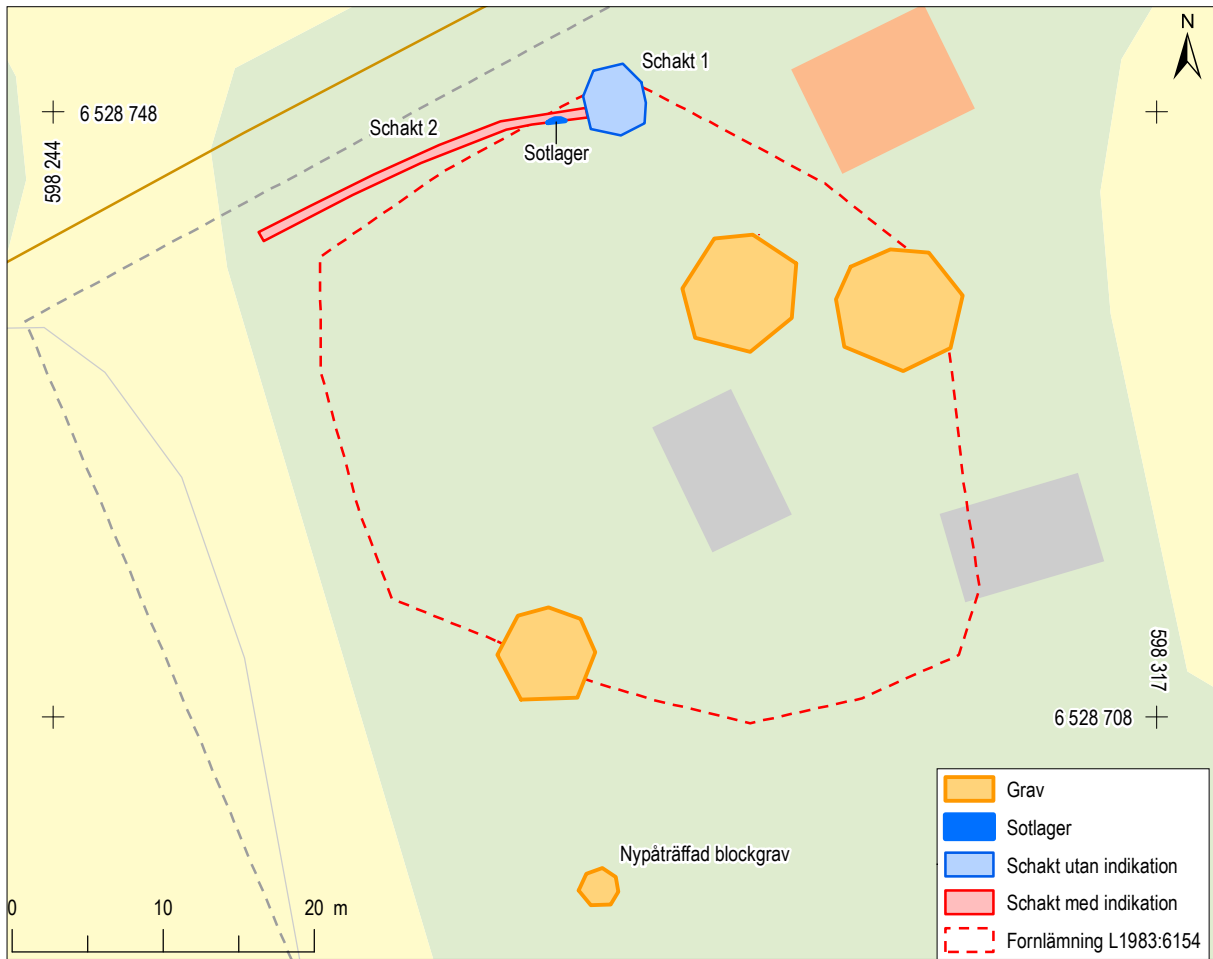 N
Schakt 1
6 528 748
Schakt 2
Sotlager
598 244
598 317
6 528 708
Nypåträffad blockgrav
0 10 20 m
Grav
Sotlager
Schakt utan indikation
Schakt med indikation
Fornlämning L1983:6154